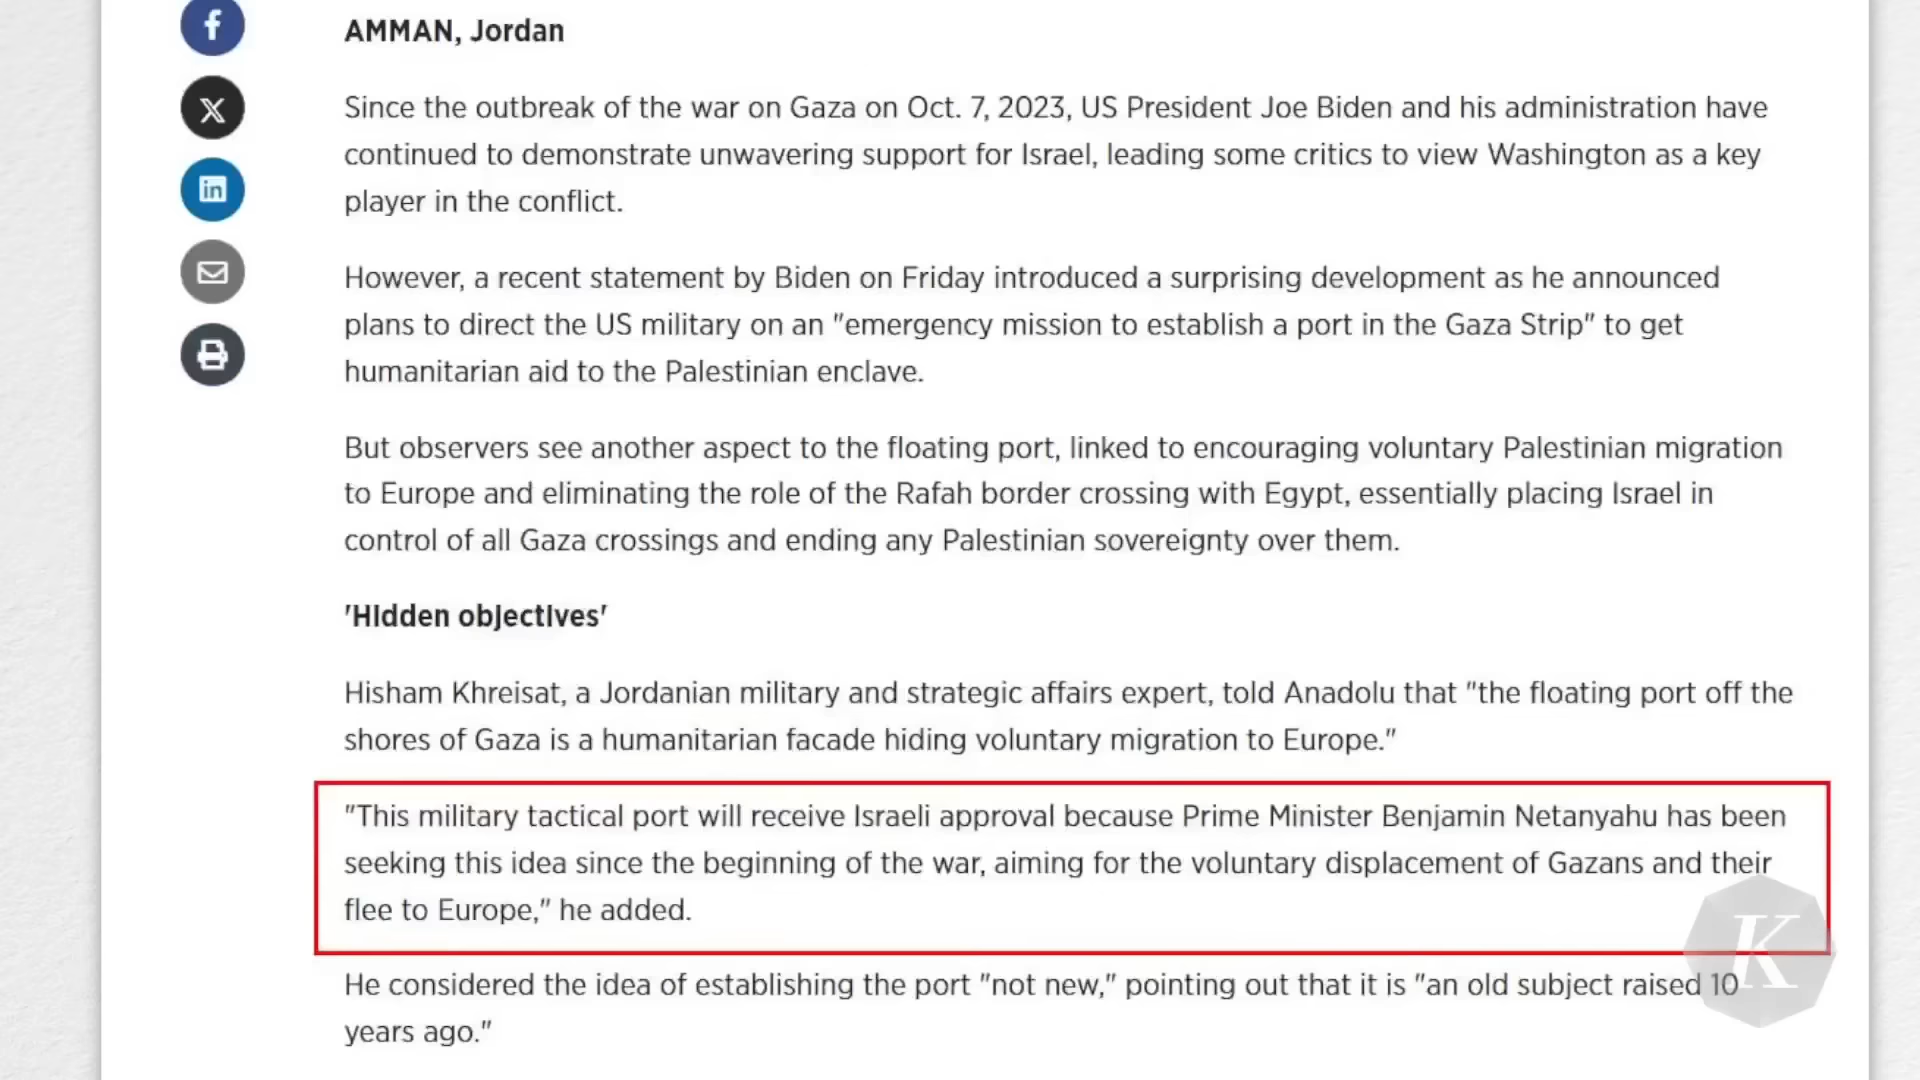 AMMAN, Jordan
Since the outbreak of the war on Gaza on Oct. 7, 2023, US President Joe Biden and his administration have
continued to demonstrate unwavering support for Israel, leading some critics to view Washington as a key
player in the conflict.
However, a recent statement by Biden on Friday introduced a surprising development as he announced
plans to direct the US military on an "emergency mission to establish a port in the Gaza Strip" to get
humanitarian aid to the Palestinian enclave.
But observers see another aspect to the floating port, linked to encouraging voluntary Palestinian migration
to Europe and eliminating the role of the Rafah border crossing with Egypt, essentially placing Israel in
control of all Gaza crossings and ending any Palestinian sovereignty over them.
'Hidden objectives'
Hisham Khreisat, a Jordanian military and strategic affairs expert, told Anadolu that "the floating port off the
shores of Gaza is a humanitarian facade hiding voluntary migration to Europe."
"This military tactical port will receive Israeli approval because Prime Minister Benjamin Netanyahu has been
seeking this idea since the beginning of the war, aiming for the voluntary displacement of Gazans and their
flee to Europe," he added.
He considered the idea of establishing the port "not new," pointing out that it is "an old subject raised 10
years ago."
f
X
in
K